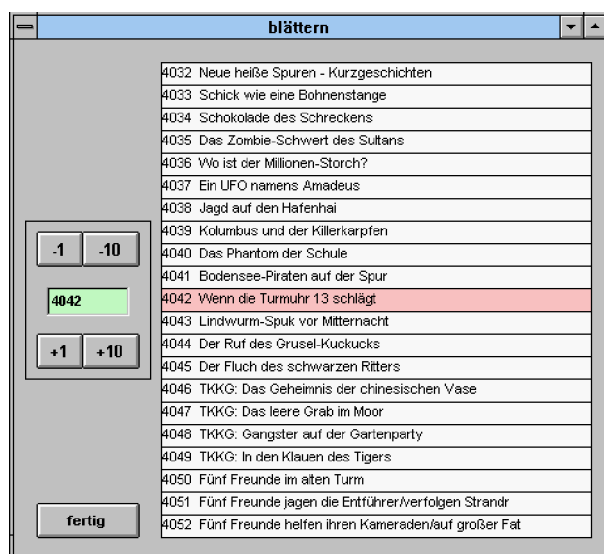 blättern
4032 Neue heiße Spuren - Kurzgeschichten
4033 Schick wie eine Bohnenstange
4034 Schokolade des Schreckens
4035 Das Zombie-Schwert des Sultans
4036 Wo ist der Millionen-Storch?
4037 Ein UFO namens Amadeus
4038 Jagd auf den Hafenhai
4039 Kolumbus und der Killerkarpfen
4040 Das Phantom der Schule
4041 Bodensee-Piraten auf der Spur
4042 Wenn die Turmuhr 13 schlägt
4043 Lindwurm-Spuk vor Mitternacht
4044 Der Ruf des Grusel-Kuckucks
4045 Der Fluch des schwarzen Ritters
4046 TKKG: Das Geheimnis der chinesischen Vase
4047 TKKG: Das leere Grab im Moor
4048 TKKG: Gangster auf der Gartenparty
4049 TKKG: In den Klauen des Tigers
4050 Fünf Freunde im alten Turm
4051 Fünf Freunde jagen die Entführer/verfolgen Strandr
4052 Fünf Freunde helfen ihren Kameraden/auf großer Fat
-1 -10
4042
+1 +10
fertig